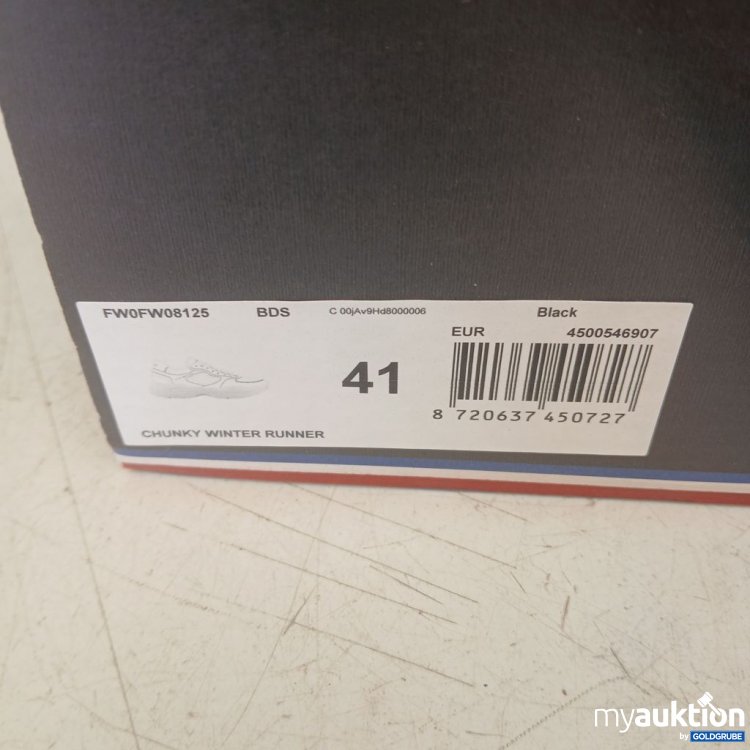 FW0FW08125 BDS C 00jAv9Hd8000006 Black
EUR 4500546907
41
8 720637 450727
CHUNKY WINTER RUNNER
myauktion
by GOLDGRUBE